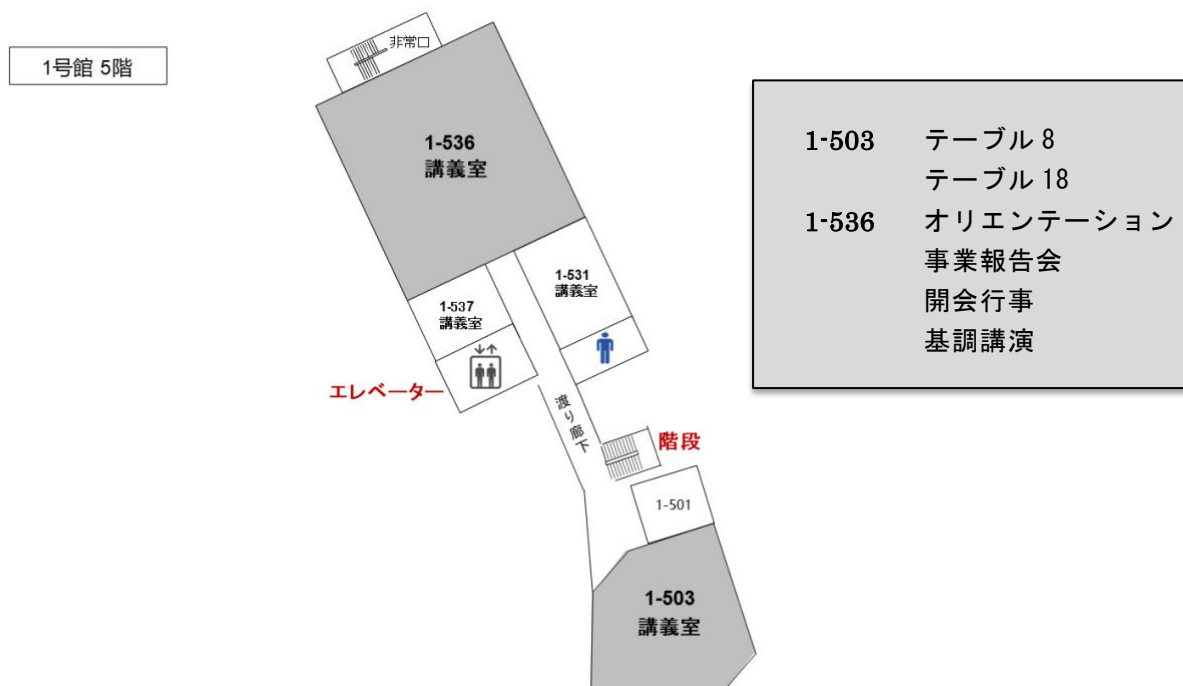 1号館 5階
非常口
1-536
講義室
1-531
講義室
1-537
講義室
エレベーター
渡り廊下
階段
1-501
1-503
講義室
1-503 テーブル 8
テーブル 18
1-536 オリエンテーション
事業報告会
開会行事
基調講演